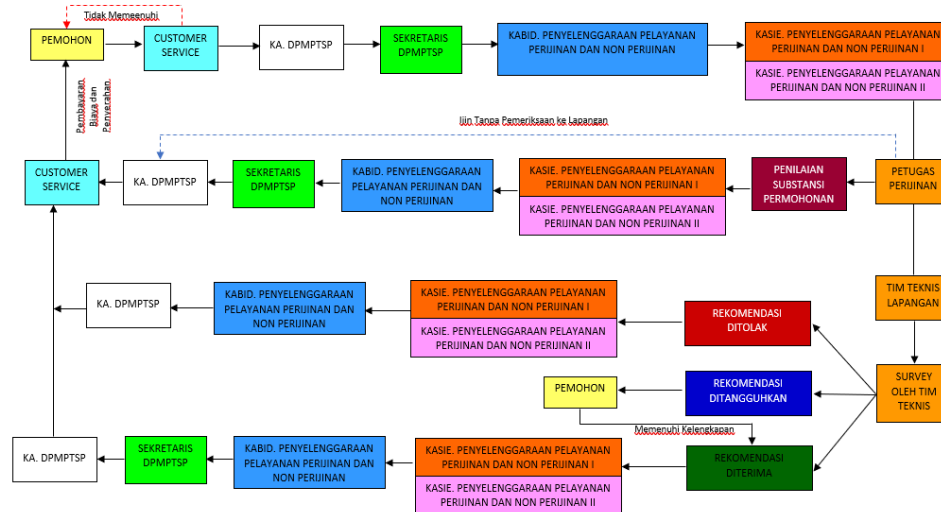 Tidak Memeenuhi
PEMOHON
CUSTOMER
SERVICE
KA. DPMPTSP
SEKRETARIS
DPMPTSP
KABID. PENYELENGGARAAN PELAYANAN
PERIJINAN DAN NON PERIJINAN
KASIE. PENYELENGGARAAN PELAYANAN
PERIJINAN DAN NON PERIJINAN I
KASIE. PENYELENGGARAAN PELAYANAN
PERIJINAN DAN NON PERIJINAN II
Pembayaran
Biaya dan
Penyerahan
Ijin Tanpa Pemeriksaan ke Lapangan
CUSTOMER
SERVICE
KA. DPMPTSP
SEKRETARIS
DPMPTSP
KABID. PENYELENGGARAAN
PELAYANAN PERIJINAN DAN
NON PERIJINAN
KASIE. PENYELENGGARAAN PELAYANAN
PERIJINAN DAN NON PERIJINAN I
KASIE. PENYELENGGARAAN PELAYANAN
PERIJINAN DAN NON PERIJINAN II
PENILAIAN
SUBSTANSI
PERMOHONAN
PETUGAS
PERIJINAN
KA. DPMPTSP
KABID. PENYELENGGARAAN
PELAYANAN PERIJINAN DAN
NON PERIJINAN
KASIE. PENYELENGGARAAN PELAYANAN
PERIJINAN DAN NON PERIJINAN I
KASIE. PENYELENGGARAAN PELAYANAN
PERIJINAN DAN NON PERIJINAN II
REKOMENDASI
DITOLAK
TIM TEKNIS
LAPANGAN
PEMOHON
REKOMENDASI
DITANGGUHKAN
SURVEY
OLEH TIM
TEKNIS
Memenuhi Kelengkapan
KA. DPMPTSP
SEKRETARIS
DPMPTSP
KABID. PENYELENGGARAAN
PELAYANAN PERIJINAN DAN
NON PERIJINAN
KASIE. PENYELENGGARAAN PELAYANAN
PERIJINAN DAN NON PERIJINAN I
KASIE. PENYELENGGARAAN PELAYANAN
PERIJINAN DAN NON PERIJINAN II
REKOMENDASI
DITERIMA